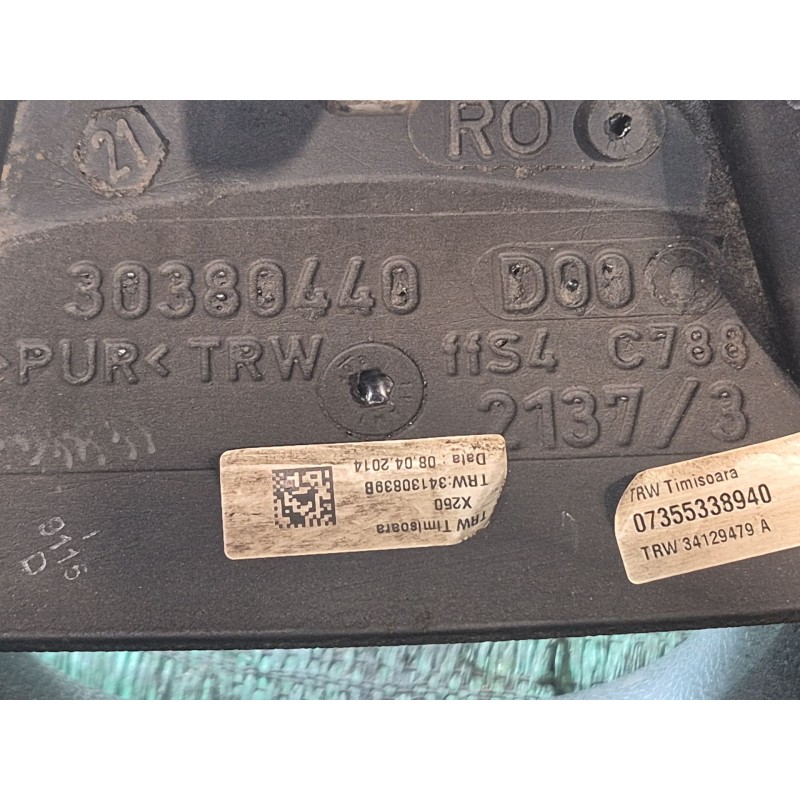 21
RO
30380440 D00
>PUR< TRW ffS4 C788
2137/3
TRW Timisoara
X250
TRW:34130839B
Data : 08.04.2014
TRW Timisoara
07355338940
TRW 34129479 A
9115
D